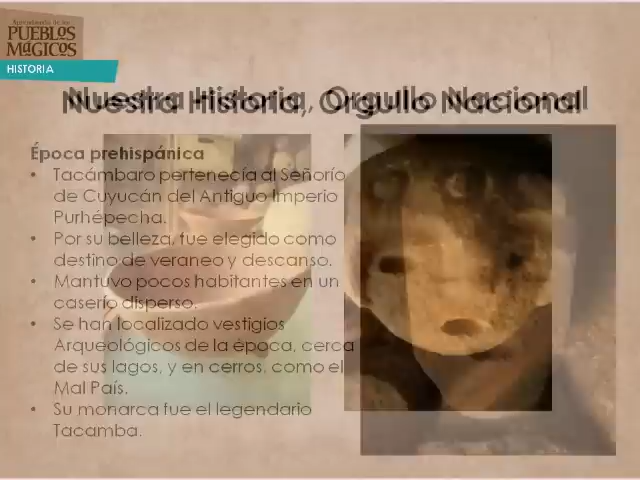 Aprendiendo de los
PUEBLOS
MáGICOS
HISTORIA
Nuestra Historia, Orgullo Nacional
Época prehispánica
• Tacámbaro pertenecía al Señorío
de Cuyucán del Antiguo Imperio
Purhépecha.
• Por su belleza, fue elegido como
destino de veraneo y descanso.
• Mantuvo pocos habitantes en un
caserío disperso.
• Se han localizado vestigios
Arqueológicos de la época, cerca
de sus lagos, y en cerros, como el
Mal País.
• Su monarca fue el legendario
Tacamba.